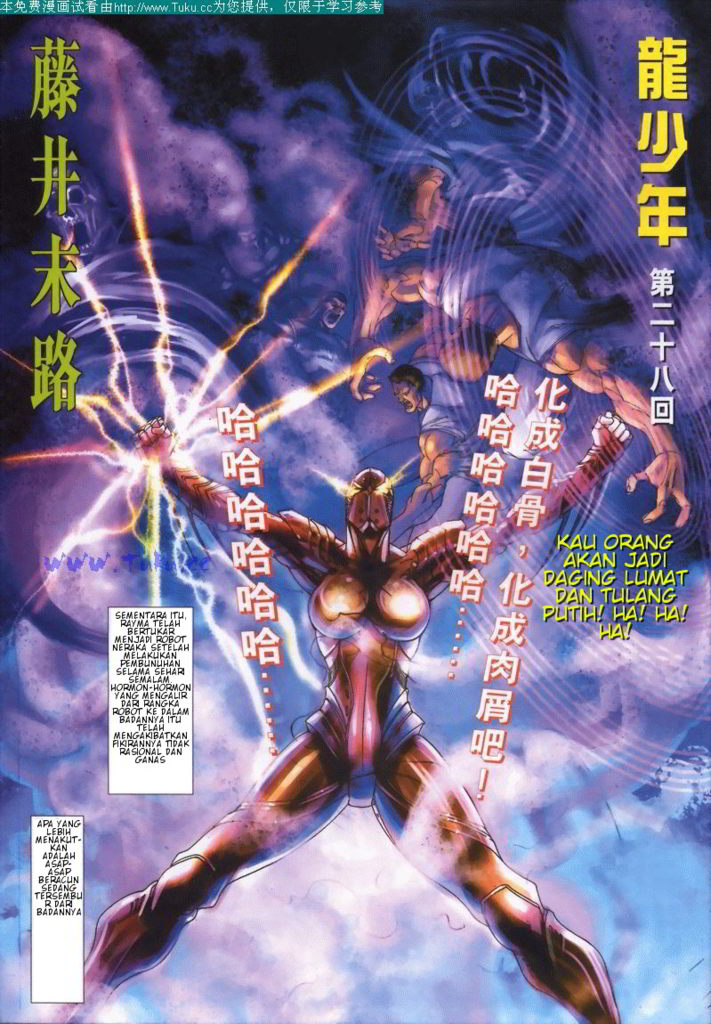 本免费漫画试看由http://www.Tuku.cc为您提供，仅限于学习参考
龍少年
第二十八回
藤井末路
化成白骨，化成肉屑吧！
哈哈哈哈哈哈……
哈哈哈哈哈哈……
KAU ORANG
AKAN JADI
DAGING LUMAT
DAN TULANG
PUTIH! HA! HA!
HA!
www.Tuku.cc
SEMENTARA ITU,
RAYMA TELAH
BERTUKAR
MENJADI ROBOT
NERAKA SETELAH
MELAKUKAN
PEMBUNUHAN
SELAMA SEHARI
SEMALAM.
HORMON-HORMON
YANG MENGALIR
DARI RANGKA
ROBOT KE DALAM
BADANNYA ITU
TELAH
MENGAKIBATKAN
FIKIRANNYA TIDAK
RASIONAL DAN
GANAS
APA YANG
LEBIH
MENAKUT-
KAN
ADALAH
ASAP-
ASAP
BERACUN
SEDANG
TERSEMBU
R DARI
BADANNYA